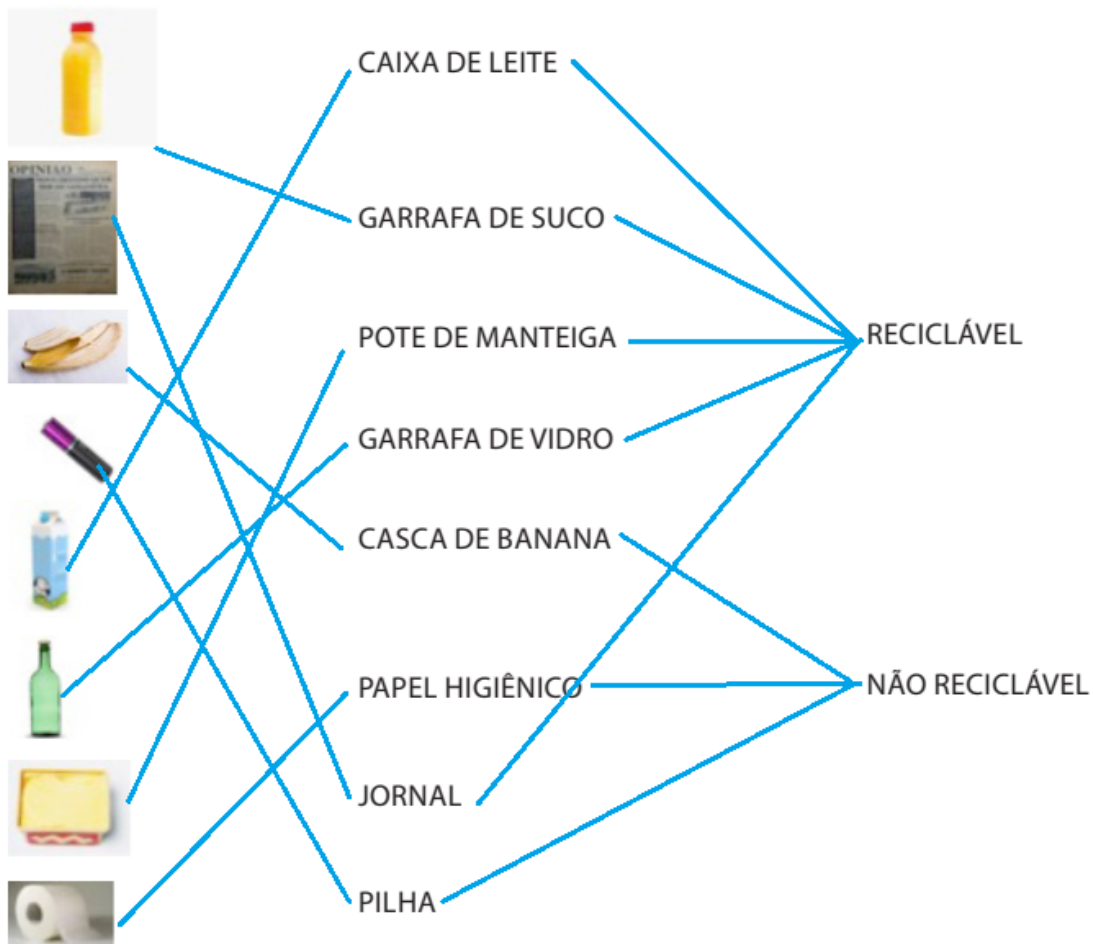 OPINIÃO
CAIXA DE LEITE
GARRAFA DE SUCO
POTE DE MANTEIGA
RECICLÁVEL
GARRAFA DE VIDRO
CASCA DE BANANA
PAPEL HIGIÊNICO
NÃO RECICLÁVEL
JORNAL
PILHA